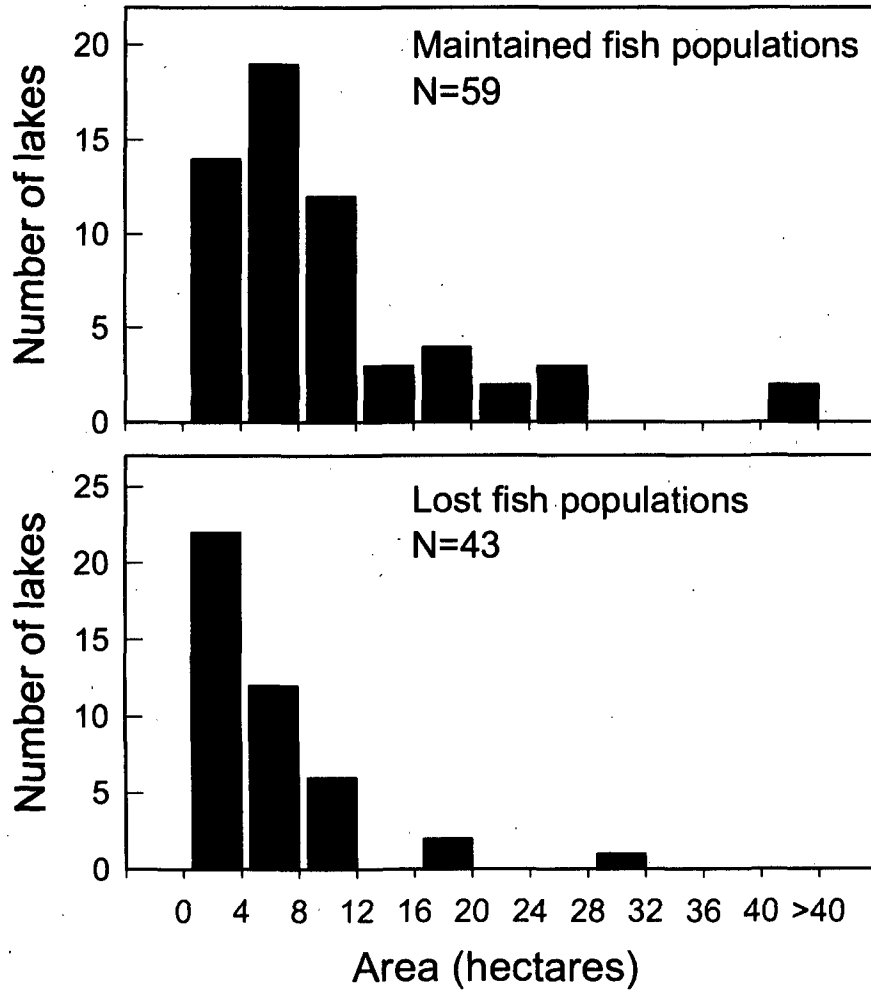 Number of lakes
20
15
10
5
0
Maintained fish populations
N=59
Number of lakes
25
20
15
10
5
0
Lost fish populations
N=43
0 4 8 12 16 20 24 28 32 36 40 >40
Area (hectares)